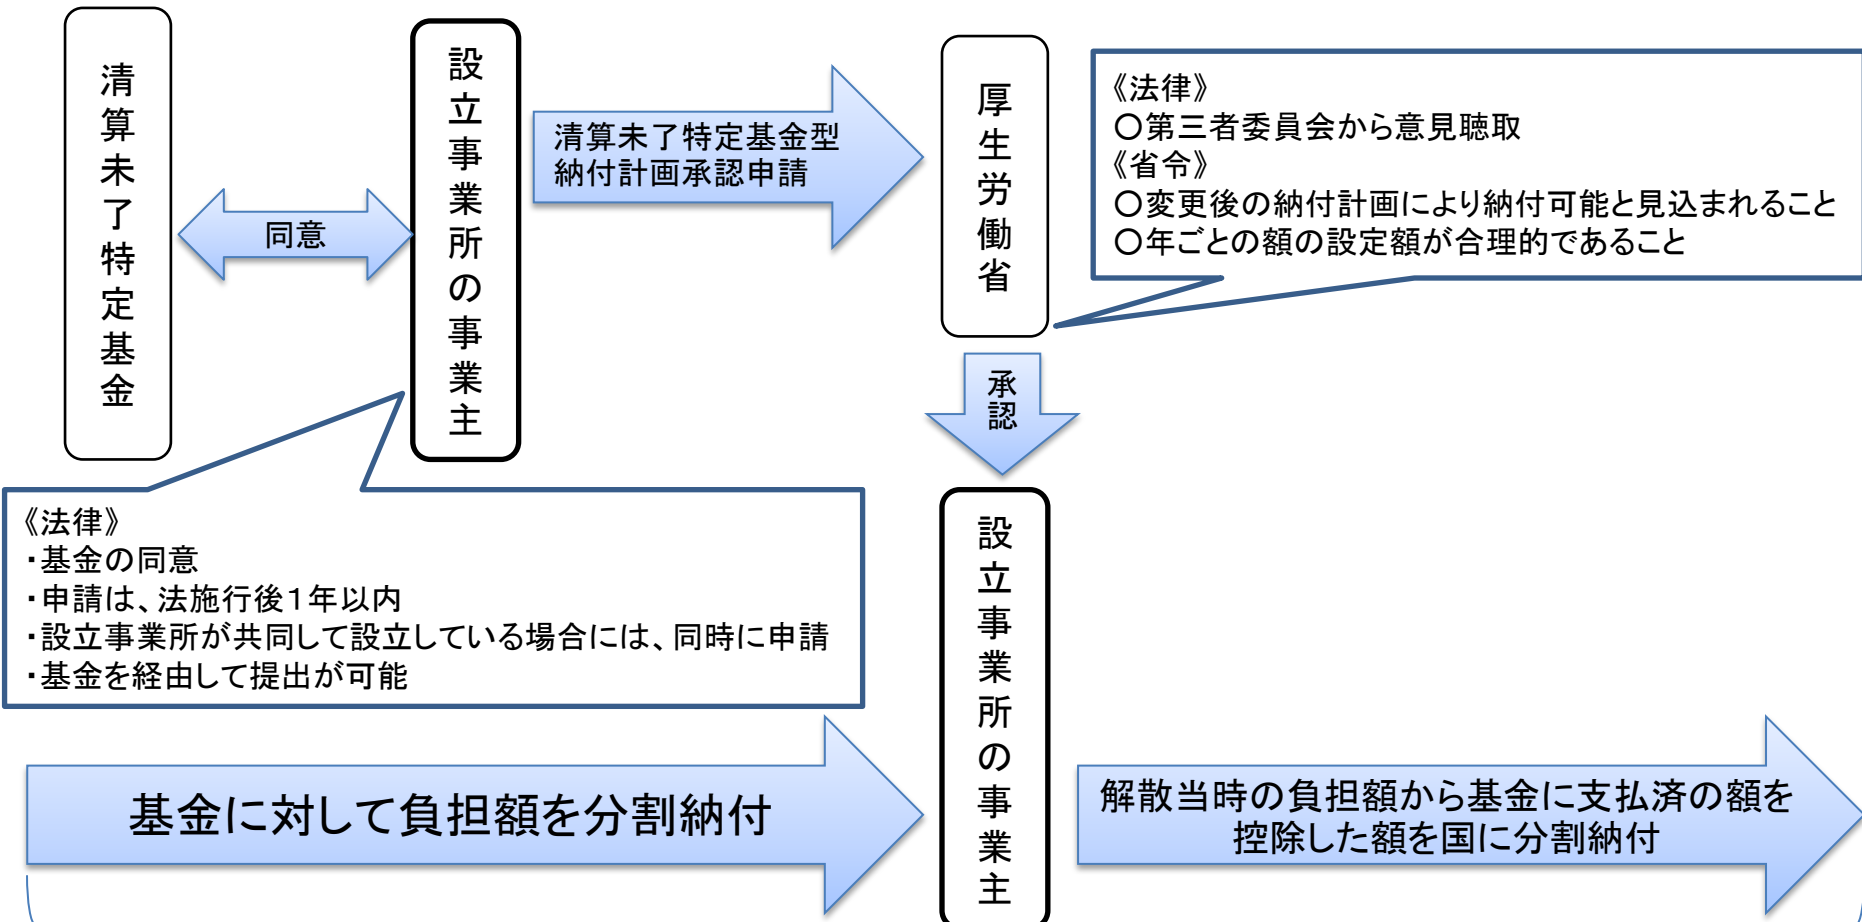 清算未了特定基金
同意
設立事業所の事業主
清算未了特定基金型
納付計画承認申請
厚生労働省
《法律》
○第三者委員会から意見聴取
《省令》
○変更後の納付計画により納付可能と見込まれること
○年ごとの額の設定額が合理的であること
承認
《法律》
・基金の同意
・申請は、法施行後１年以内
・設立事業所が共同して設立している場合には、同時に申請
・基金を経由して提出が可能
基金に対して負担額を分割納付
設立事業所の事業主
解散当時の負担額から基金に支払済の額を
控除した額を国に分割納付